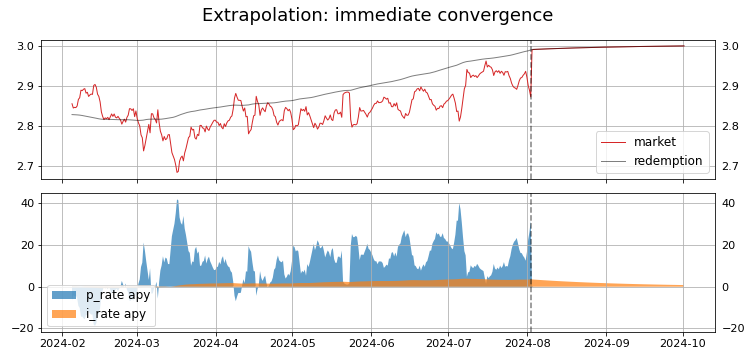 Extrapolation: immediate convergence
3.0
2.9
2.8
2.7
3.0
2.9
2.8
2.7
market
redemption
40
20
0
−20
40
20
0
−20
p_rate apy
i_rate apy
2024-02 2024-03 2024-04 2024-05 2024-06 2024-07 2024-08 2024-09 2024-10